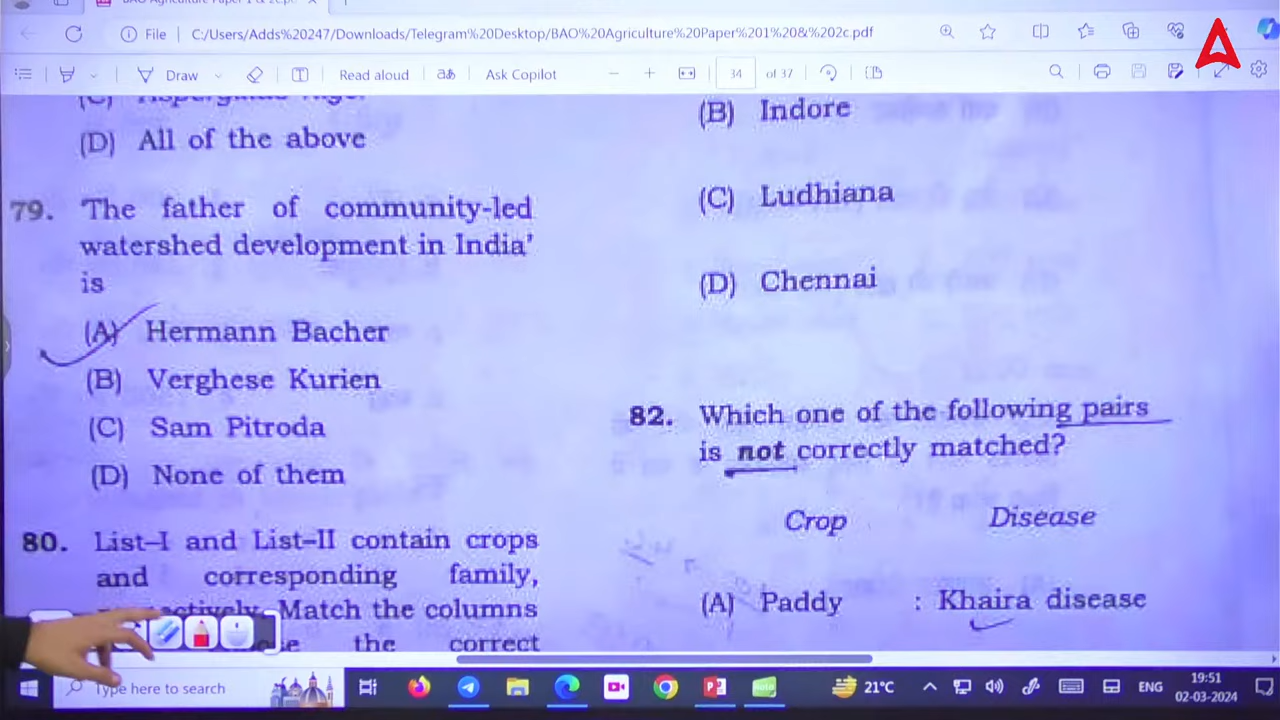 File | C:/Users/Adds%20247/Downloads/Telegram%20Desktop/BAO%20Agriculture%20Paper%201%20&%202c.pdf
Draw
Read aloud
Ask Copilot
34 of 37
(D) All of the above
79. 'The father of community-led
watershed development in India'
is
(A) Hermann Bacher
(B) Verghese Kurien
(C) Sam Pitroda
(D) None of them
80. List–I and List–II contain crops
and corresponding family,
Match the columns
the correct
(B) Indore
(C) Ludhiana
(D) Chennai
82. Which one of the following pairs
is not correctly matched?
Crop Disease
(A) Paddy : Khaira disease
Type here to search
21°C
ENG
19:51
02-03-2024